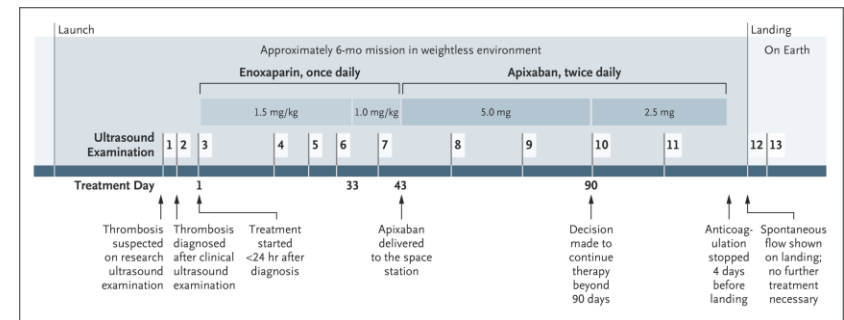 Launch
Landing
Approximately 6-mo mission in weightless environment
On Earth
Enoxaparin, once daily
Apixaban, twice daily
1.5 mg/kg
1.0 mg/kg
5.0 mg
2.5 mg
Ultrasound
Examination
1 2 3 4 5 6 7 8 9 10 11 12 13
Treatment Day
1 33 43 90
Thrombosis
suspected
on research
ultrasound
examination
Thrombosis
diagnosed
after clinical
ultrasound
examination
Treatment
started
<24 hr after
diagnosis
Apixaban
delivered
to the space
station
Decision
made to
continue
therapy
beyond
90 days
Anticoag-
ulation
stopped
4 days
before
landing
Spontaneous
flow shown
on landing;
no further
treatment
necessary